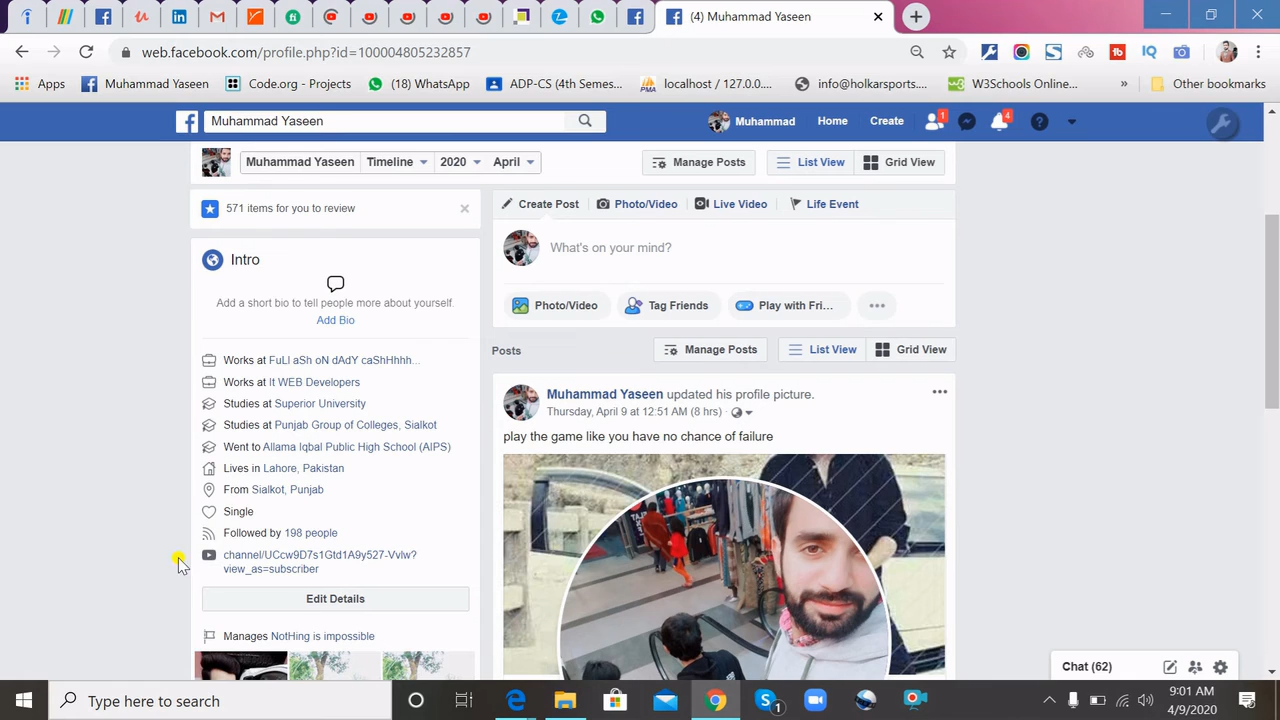 (4) Muhammad Yaseen
web.facebook.com/profile.php?id=100004805232857
Apps Muhammad Yaseen Code.org - Projects (18) WhatsApp ADP-CS (4th Semes... localhost / 127.0.0.... info@holkarsports.... W3Schools Online... » Other bookmarks
Muhammad Yaseen Muhammad Home Create 1 4
Muhammad Yaseen Timeline 2020 April Manage Posts List View Grid View
571 items for you to review
Intro
Add a short bio to tell people more about yourself.
Add Bio
Works at FuLl aSh oN dAdY caShHhhh...
Works at It WEB Developers
Studies at Superior University
Studies at Punjab Group of Colleges, Sialkot
Went to Allama Iqbal Public High School (AIPS)
Lives in Lahore, Pakistan
From Sialkot, Punjab
Single
Followed by 198 people
channel/UCcw9D7s1Gtd1A9y527-Vvlw?
view_as=subscriber
Edit Details
Manages NotHing is impossible
Create Post Photo/Video Live Video Life Event
What's on your mind?
Photo/Video Tag Friends Play with Fri...
Posts Manage Posts List View Grid View
Muhammad Yaseen updated his profile picture.
Thursday, April 9 at 12:51 AM (8 hrs) ·
play the game like you have no chance of failure
Chat (62)
Type here to search
1
9:01 AM
4/9/2020